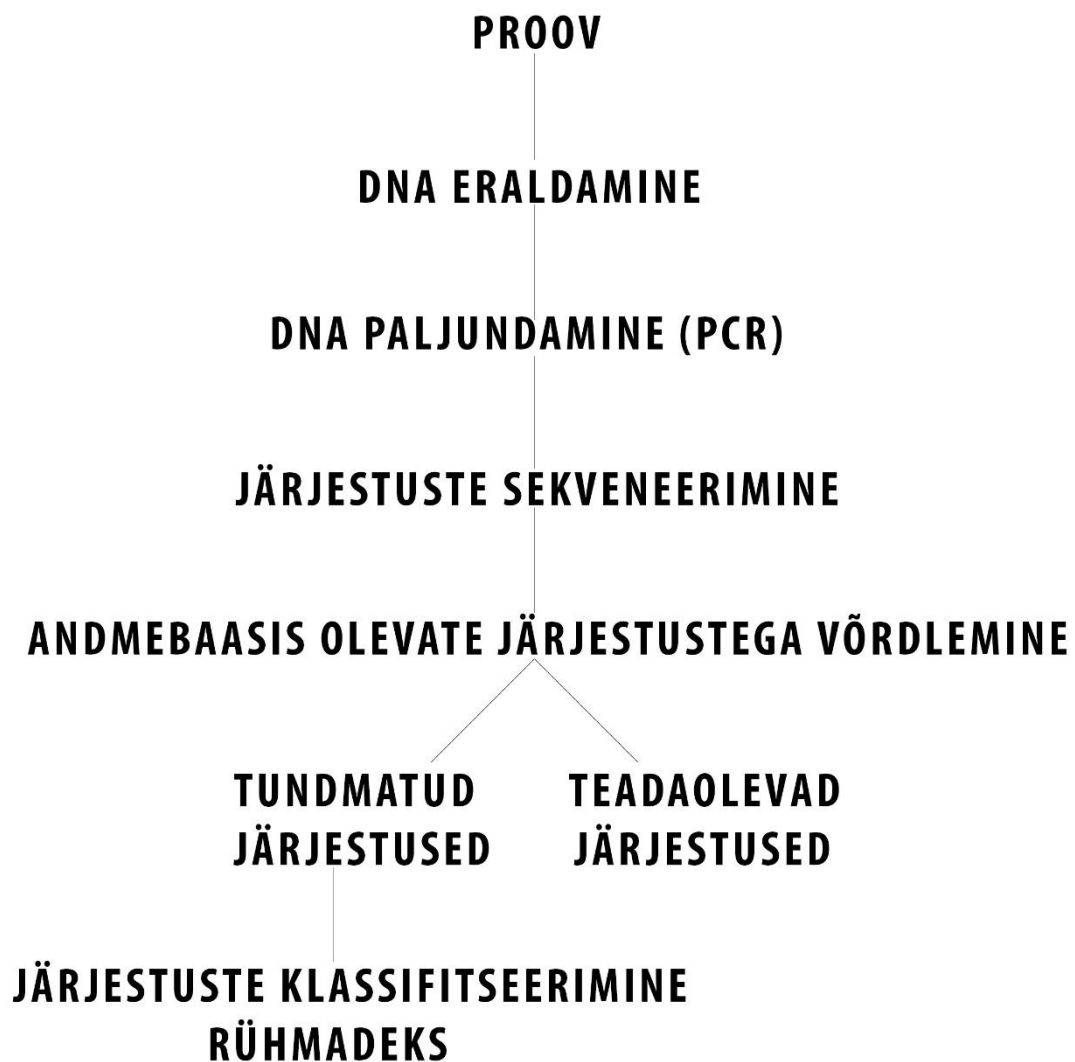 PROOV
DNA ERALDAMINE
DNA PALJUNDAMINE (PCR)
JÄRJESTUSTE SEKVENEERIMINE
ANDMEBAASIS OLEVATE JÄRJESTUSTEGA VÕRDLEMINE
TUNDMATUD
JÄRJESTUSED
TEADAOLEVAD
JÄRJESTUSED
JÄRJESTUSTE KLASSIFITSEERIMINE
RÜHMADEKS